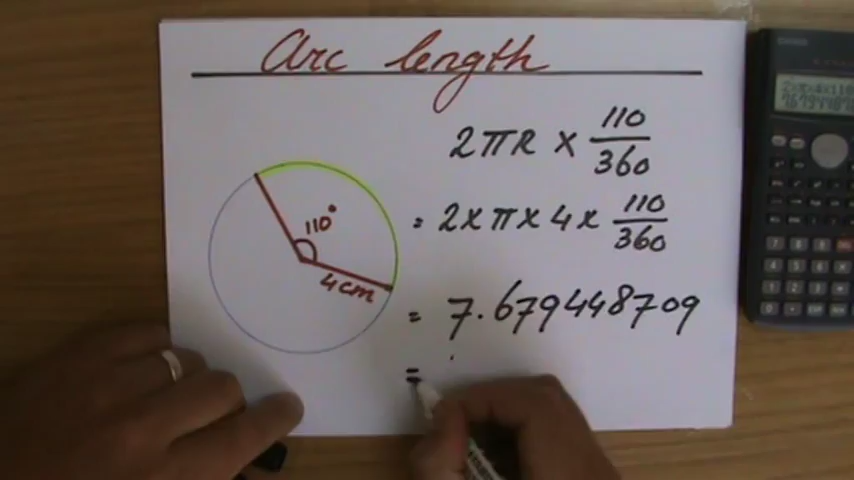 Arc length
2πR × 110/360
110°
= 2×π×4× 110/360
4cm
= 7.679448709
=